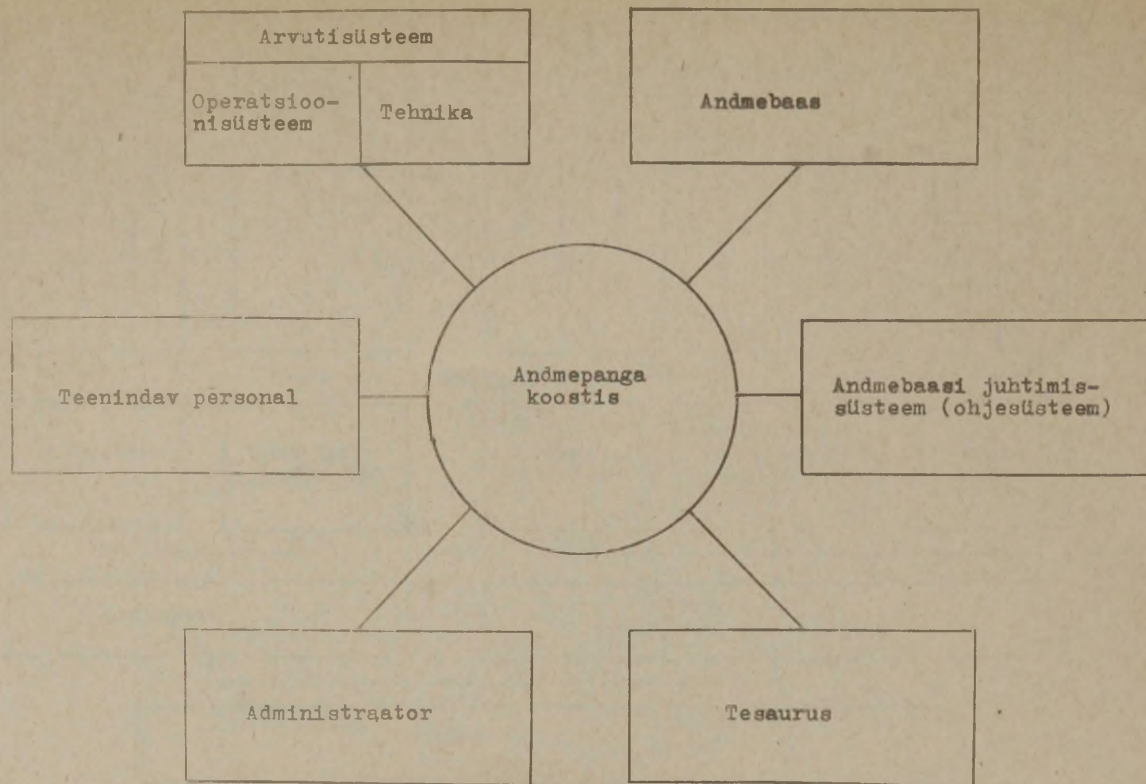 Arvutisüsteem
Operatsioo-
nisüsteem
Tehnika
Andmebaas
Teenindav personal
Andmepanga
koostis
Andmebaasi juhtimis-
süsteem (ohjesüsteem)
Administraator
Tesaurus